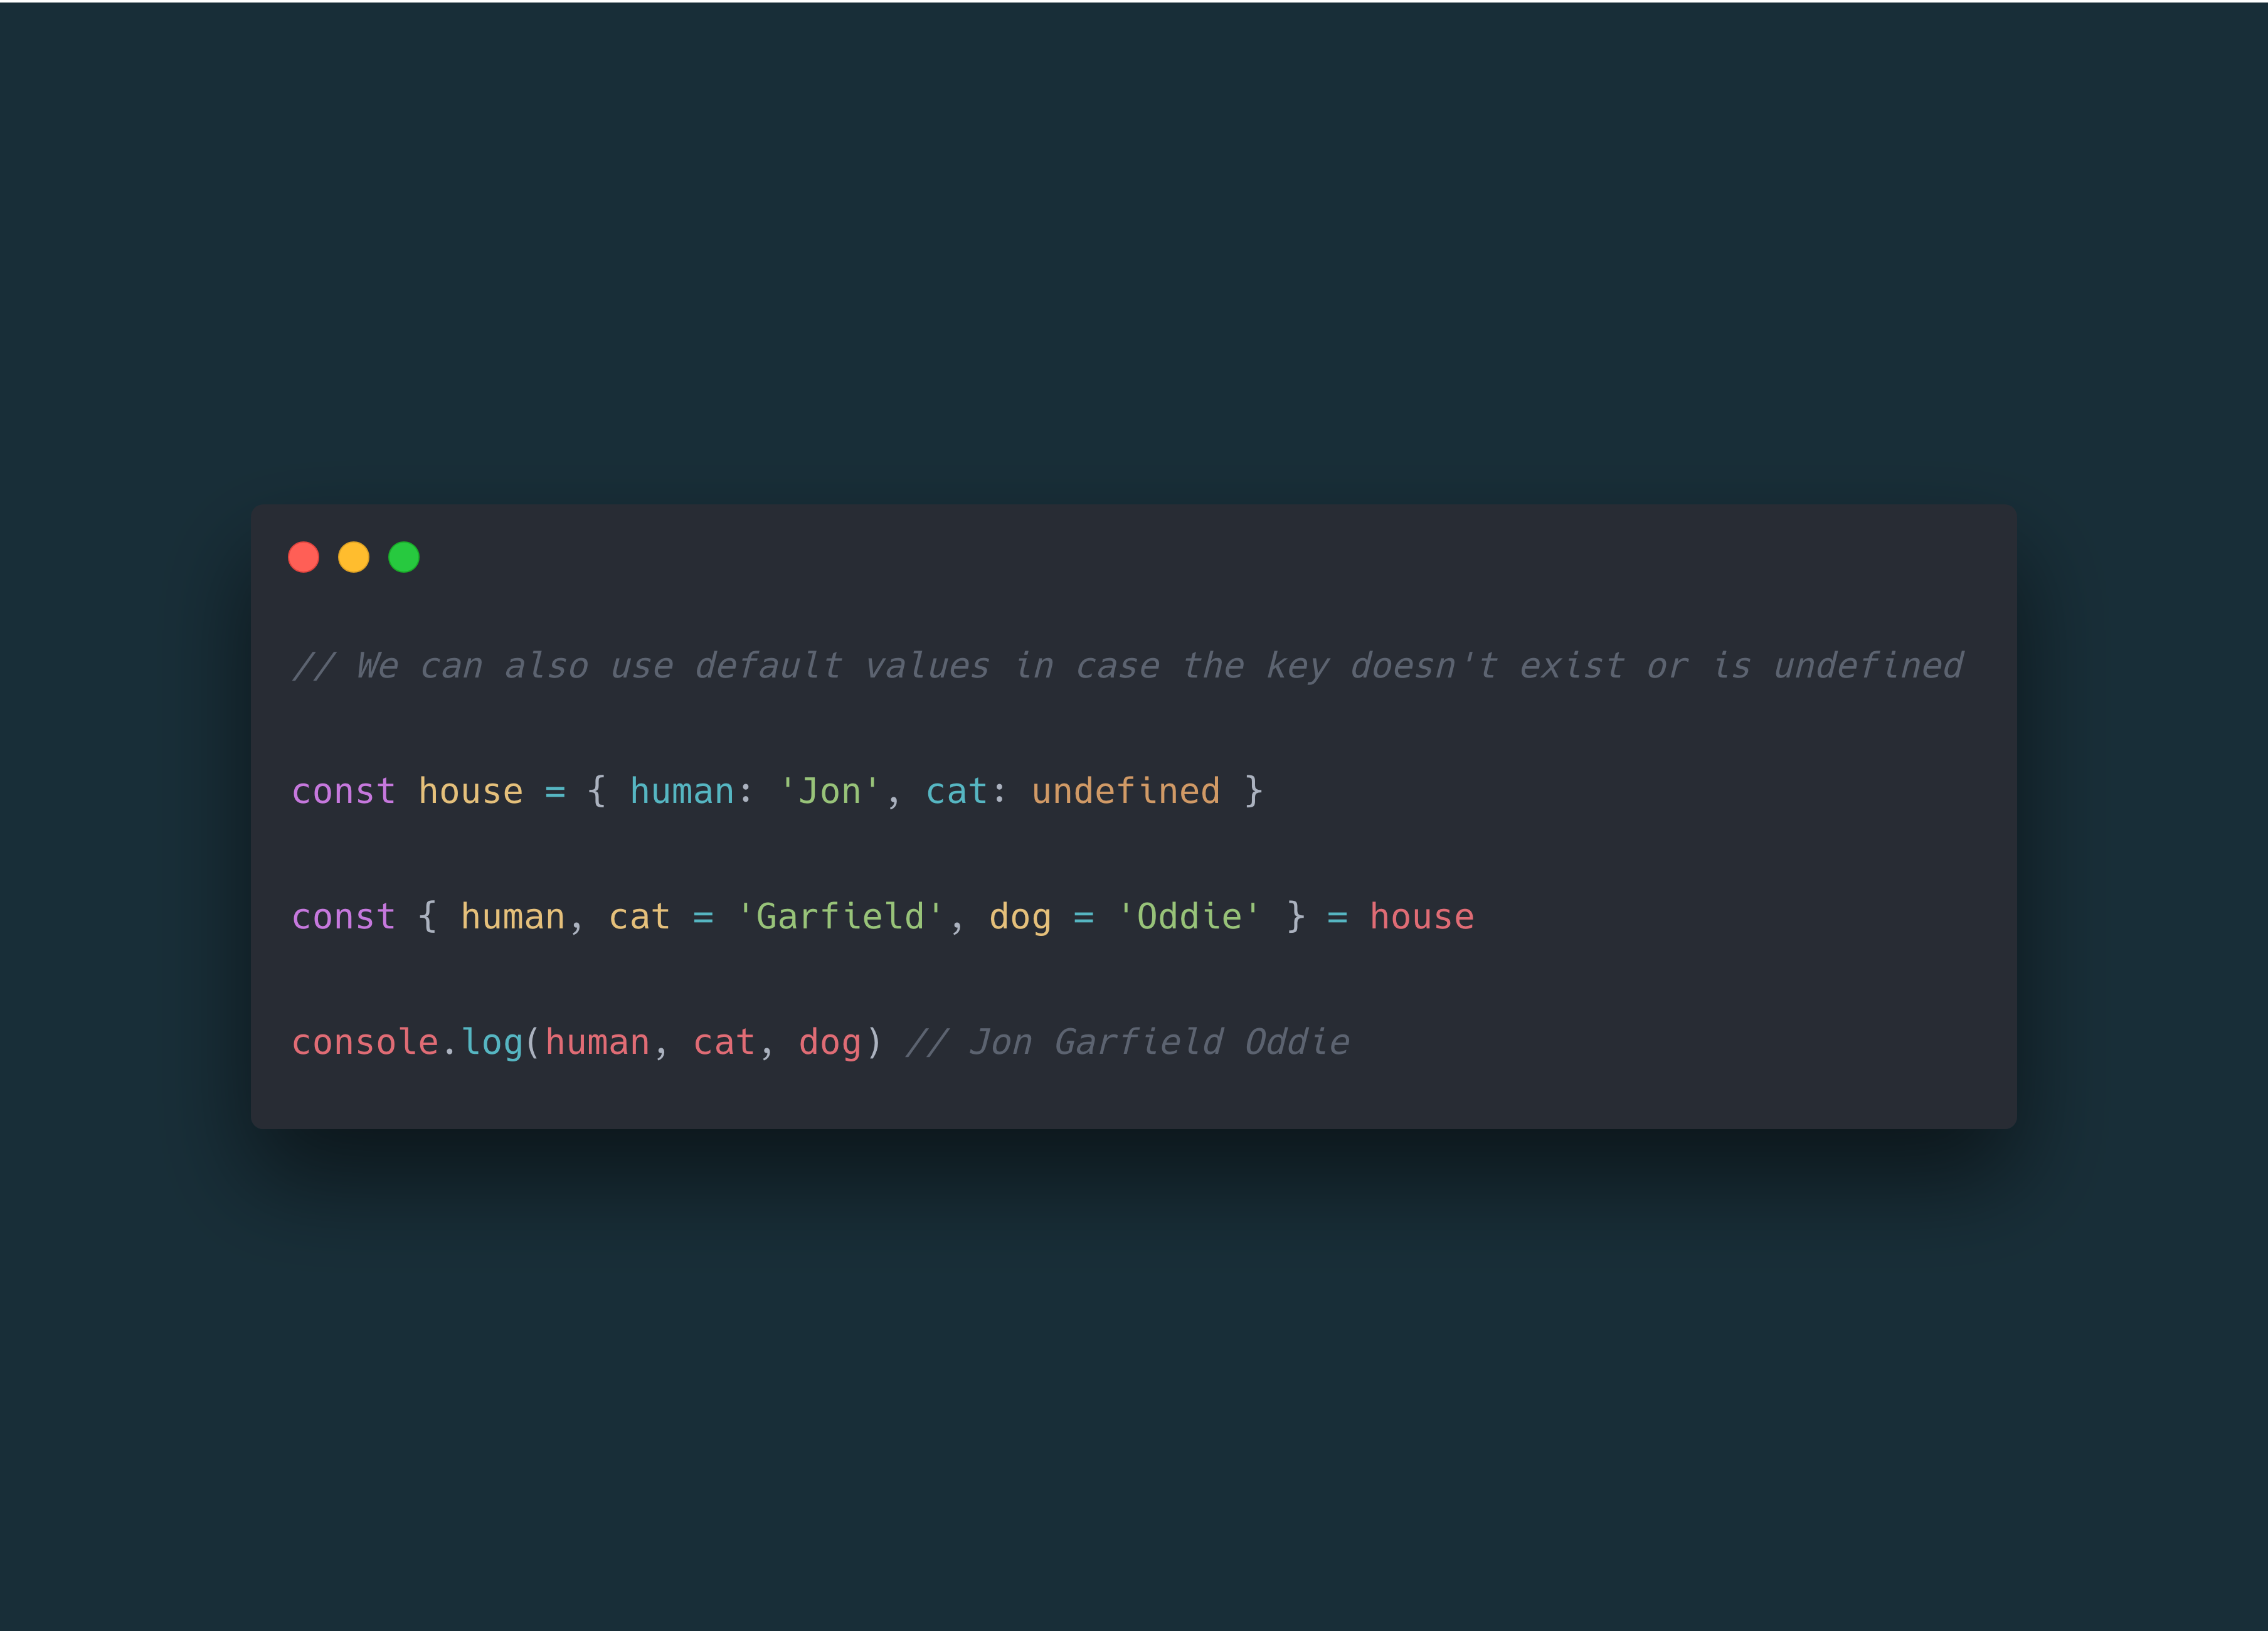 // We can also use default values in case the key doesn't exist or is undefined
const house = { human: 'Jon', cat: undefined }
const { human, cat = 'Garfield', dog = 'Oddie' } = house
console.log(human, cat, dog) // Jon Garfield Oddie